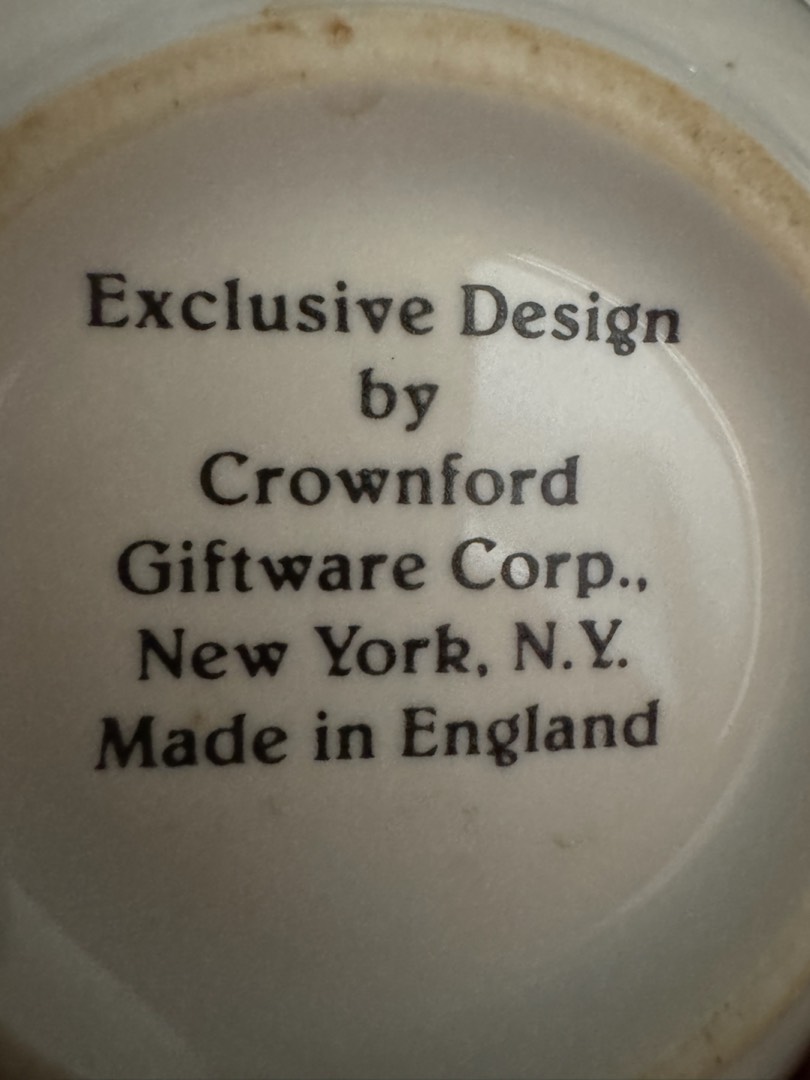 Exclusive Design
by
Crownford
Giftware Corp.,
New York, N.Y.
Made in England